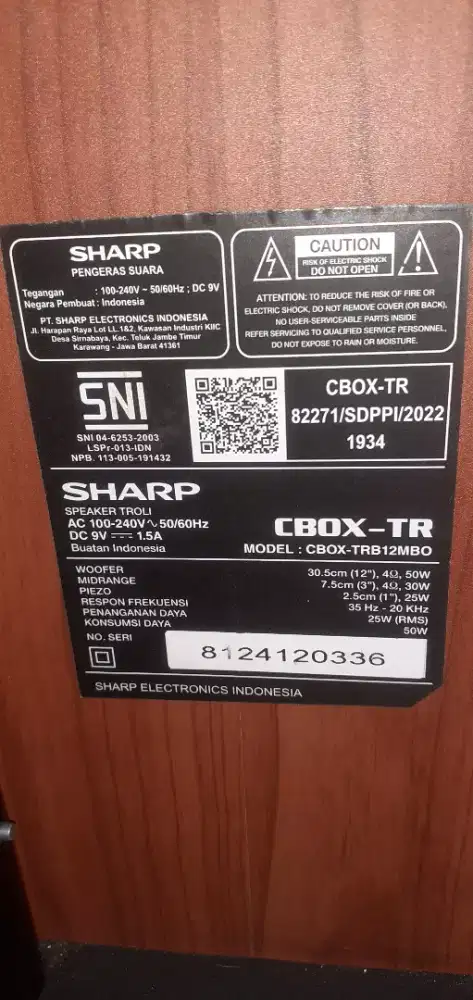 SHARP
PENGERAS SUARA
Tegangan : 100-240V ~ 50/60Hz ; DC 9V
Negara Pembuat : Indonesia
PT. SHARP ELECTRONICS INDONESIA
Jl. Harapan Raya Lot LL 1&2, Kawasan Industri KIIC
Desa Sirnabaya, Kec. Teluk Jambe Timur
Karawang - Jawa Barat 41361
CAUTION
RISK OF ELECTRIC SHOCK
DO NOT OPEN
ATTENTION: TO REDUCE THE RISK OF FIRE OR
ELECTRIC SHOCK, DO NOT REMOVE COVER (OR BACK),
NO USER-SERVICEABLE PARTS INSIDE
REFER SERVICING TO QUALIFIED SERVICE PERSONNEL,
DO NOT EXPOSE TO RAIN OR MOISTURE.
SNI
SNI 04-6253-2003
LSPr-013-IDN
NPB. 113-005-191432
CBOX-TR
82271/SDPPI/2022
1934
SHARP
SPEAKER TROLI
AC 100-240V ~ 50/60Hz
DC 9V ⎓ 1.5A
Buatan Indonesia
CBOX-TR
MODEL : CBOX-TRB12MBO
WOOFER 30.5cm (12"), 4Ω, 50W
MIDRANGE 7.5cm (3"), 4Ω, 30W
PIEZO 2.5cm (1"), 25W
RESPON FREKUENSI 35 Hz - 20 KHz
PENANGANAN DAYA 25W (RMS)
KONSUMSI DAYA 50W
NO. SERI 8124120336
SHARP ELECTRONICS INDONESIA